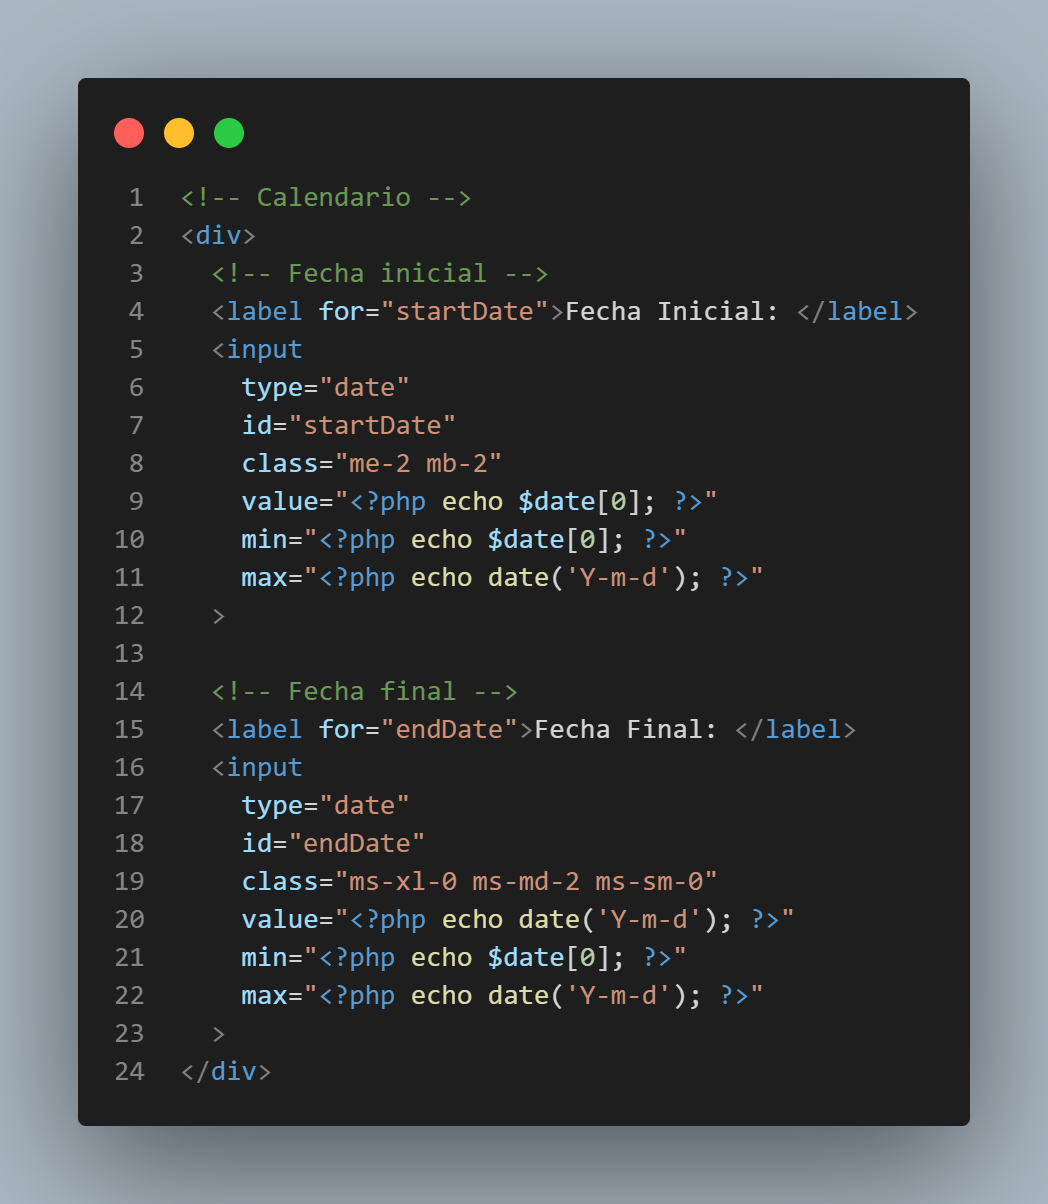 1 <!-- Calendario -->
2 <div>
3   <!-- Fecha inicial -->
4   <label for="startDate">Fecha Inicial: </label>
5   <input
6     type="date"
7     id="startDate"
8     class="me-2 mb-2"
9     value="<?php echo $date[0]; ?>"
10     min="<?php echo $date[0]; ?>"
11     max="<?php echo date('Y-m-d'); ?>"
12   >
13
14   <!-- Fecha final -->
15   <label for="endDate">Fecha Final: </label>
16   <input
17     type="date"
18     id="endDate"
19     class="ms-xl-0 ms-md-2 ms-sm-0"
20     value="<?php echo date('Y-m-d'); ?>"
21     min="<?php echo $date[0]; ?>"
22     max="<?php echo date('Y-m-d'); ?>"
23   >
24 </div>